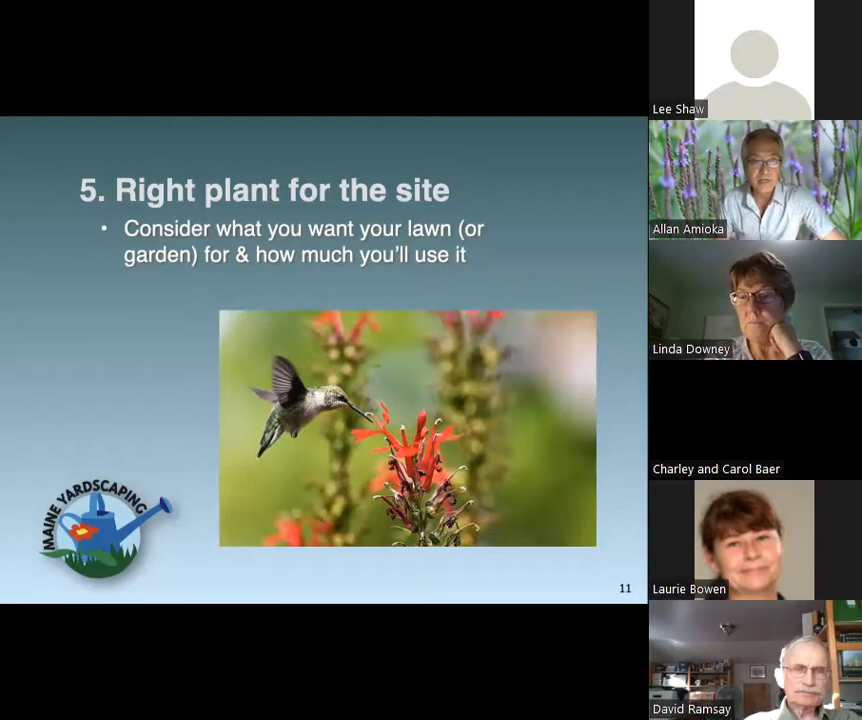 5. Right plant for the site
• Consider what you want your lawn (or
garden) for & how much you'll use it
MAINE YARDSCAPING
11
Lee Shaw
Allan Amioka
Linda Downey
Charley and Carol Baer
Laurie Bowen
David Ramsay